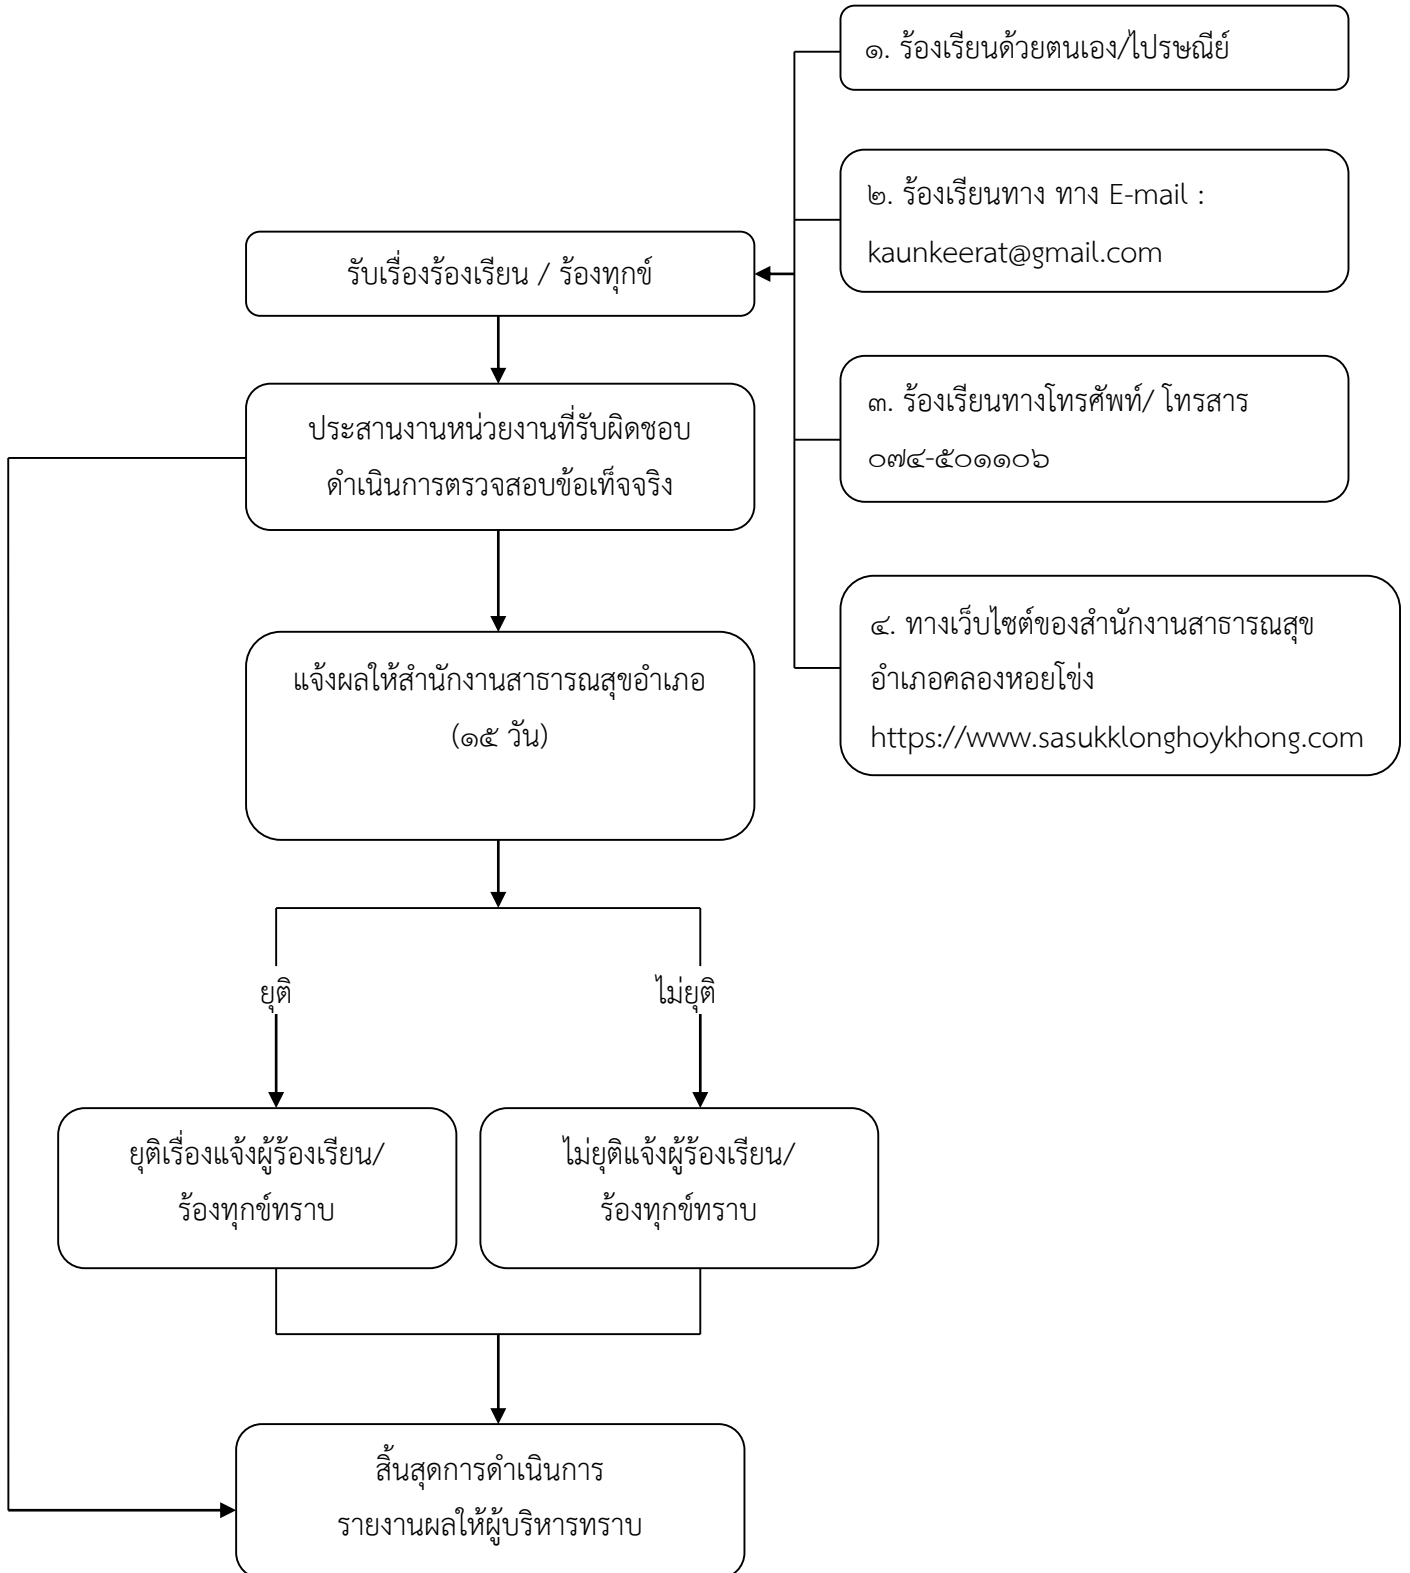 ๑. ร้องเรียนด้วยตนเอง/ไปรษณีย์
๒. ร้องเรียนทาง ทาง E-mail :
kaunkeerat@gmail.com
รับเรื่องร้องเรียน / ร้องทุกข์
๓. ร้องเรียนทางโทรศัพท์/ โทรสาร
๐๗๔-๕๐๑๑๐๖
ประสานงานหน่วยงานที่รับผิดชอบ
ดำเนินการตรวจสอบข้อเท็จจริง
๔. ทางเว็บไซต์ของสำนักงานสาธารณสุข
อำเภอคลองหอยโข่ง
https://www.sasukklonghoykhong.com
แจ้งผลให้สำนักงานสาธารณสุขอำเภอ
(๑๕ วัน)
ยุติ
ไม่ยุติ
ยุติเรื่องแจ้งผู้ร้องเรียน/
ร้องทุกข์ทราบ
ไม่ยุติแจ้งผู้ร้องเรียน/
ร้องทุกข์ทราบ
สิ้นสุดการดำเนินการ
รายงานผลให้ผู้บริหารทราบ